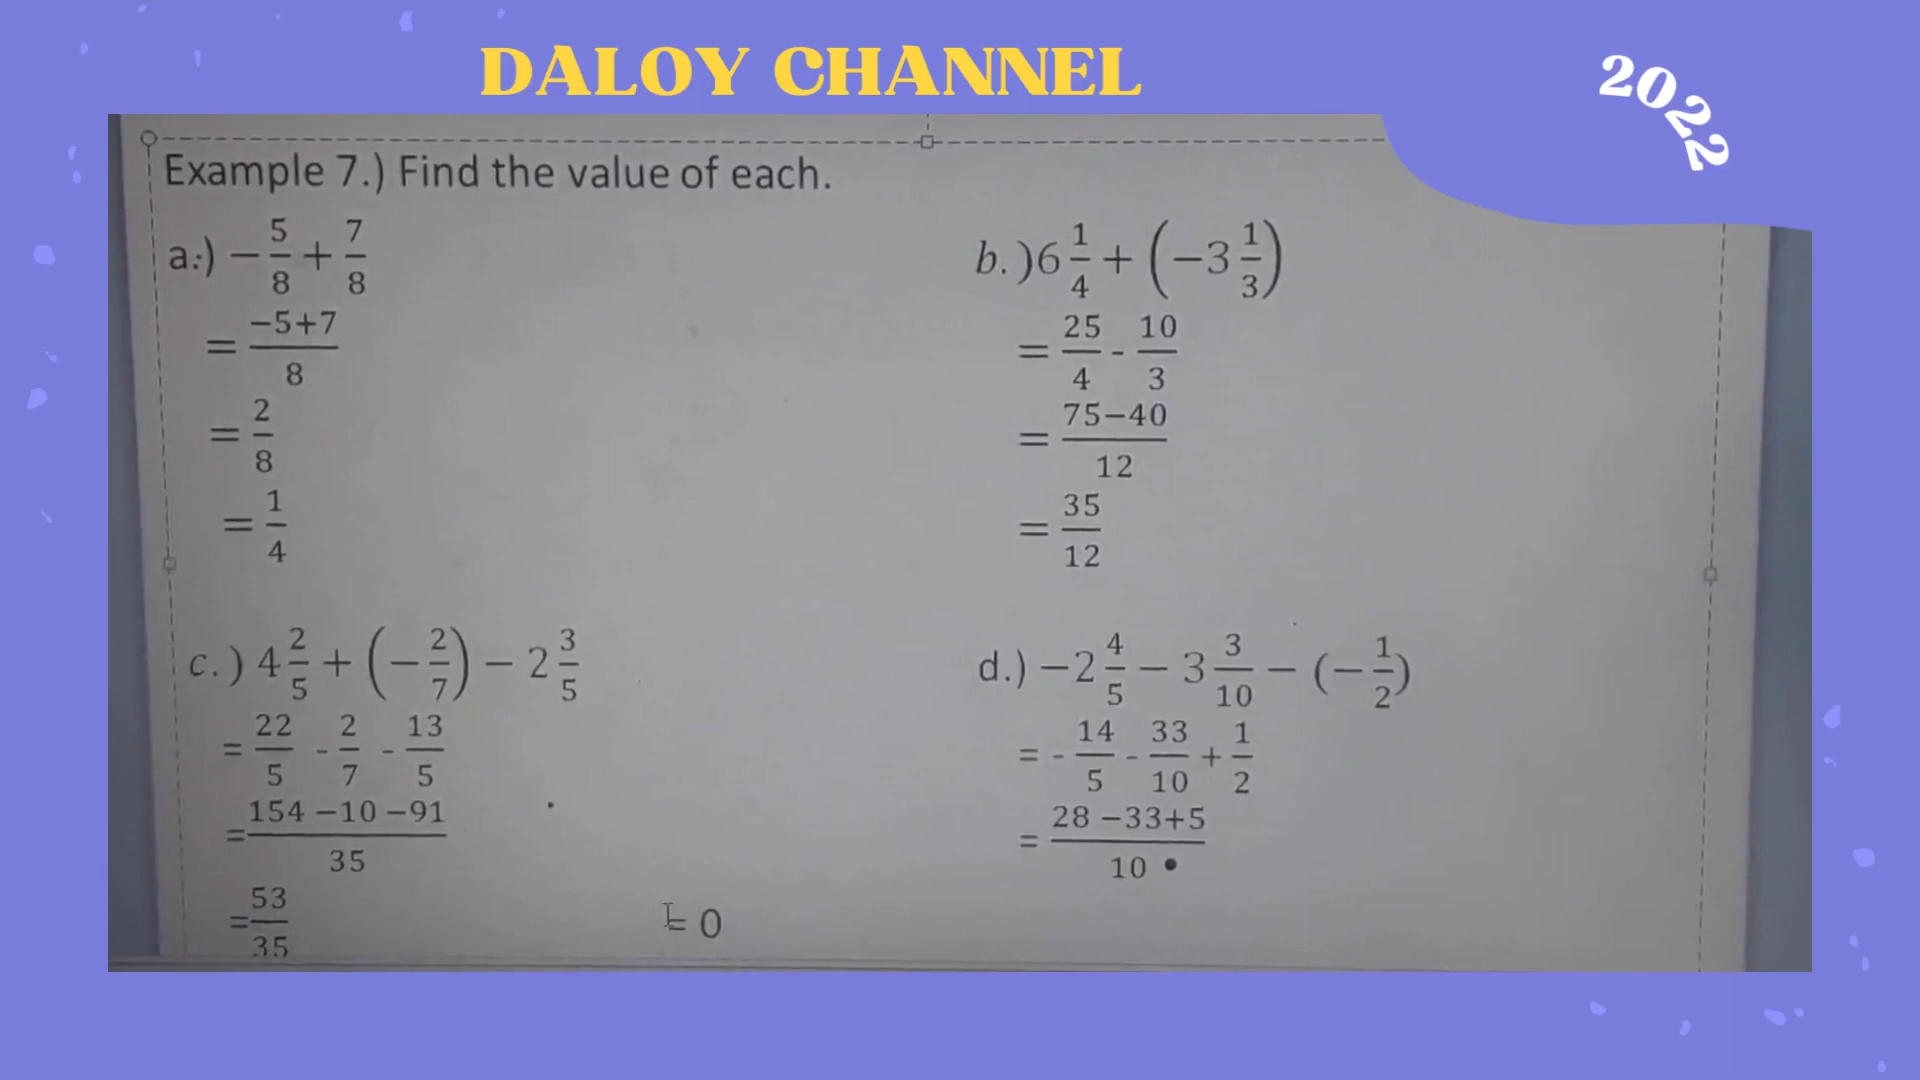 DALOY CHANNEL
2022
Example 7.) Find the value of each.
a.) −5/8 + 7/8
= −5+7/8
= 2/8
= 1/4
b.)6 1/4 + (−3 1/3)
= 25/4 - 10/3
= 75−40/12
= 35/12
c.) 4 2/5 + (−2/7) − 2 3/5
= 22/5 - 2/7 - 13/5
= 154 −10 −91/35
= 53/35
= 0
d.) −2 4/5 − 3 3/10 − (−1/2)
= - 14/5 - 33/10 + 1/2
= 28 −33+5/10